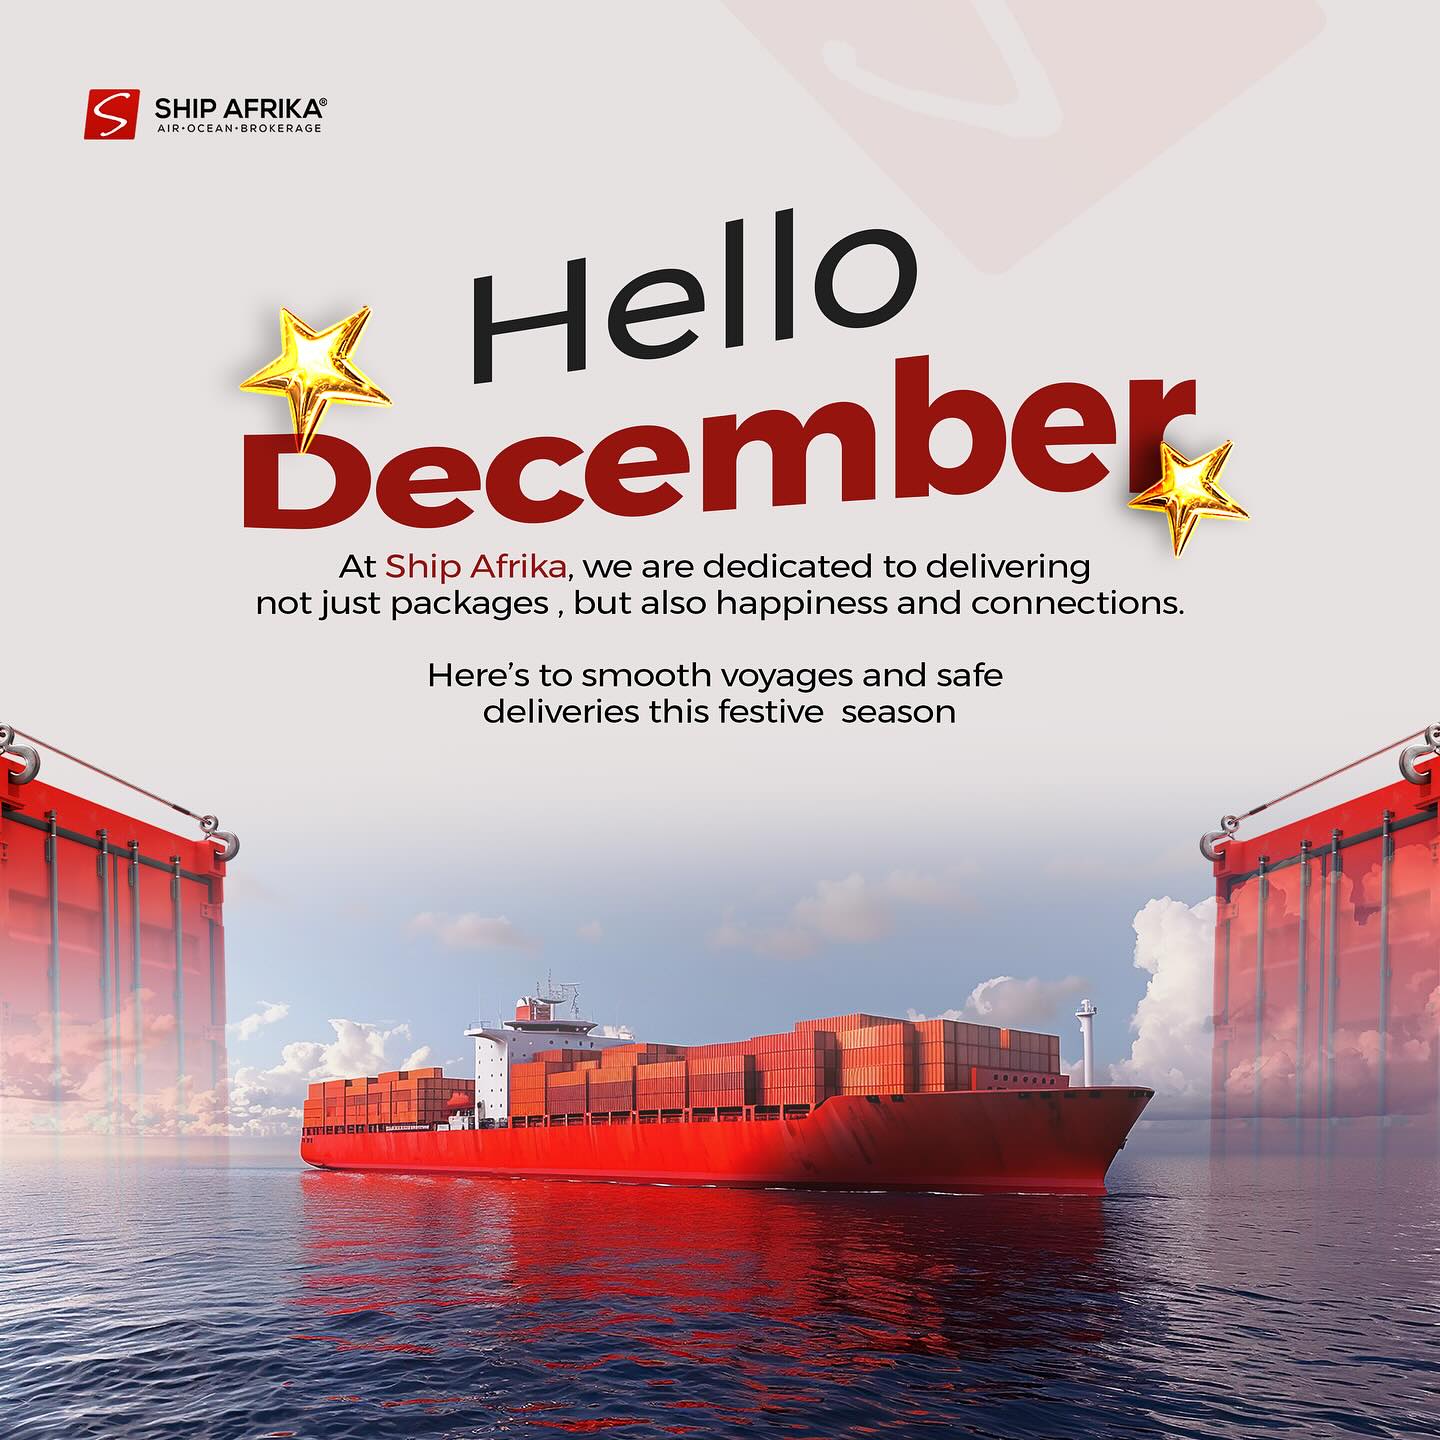 SHIP AFRIKA®
AIR•OCEAN•BROKERAGE
Hello
December
At Ship Afrika, we are dedicated to delivering
not just packages , but also happiness and connections.
Here’s to smooth voyages and safe
deliveries this festive  season